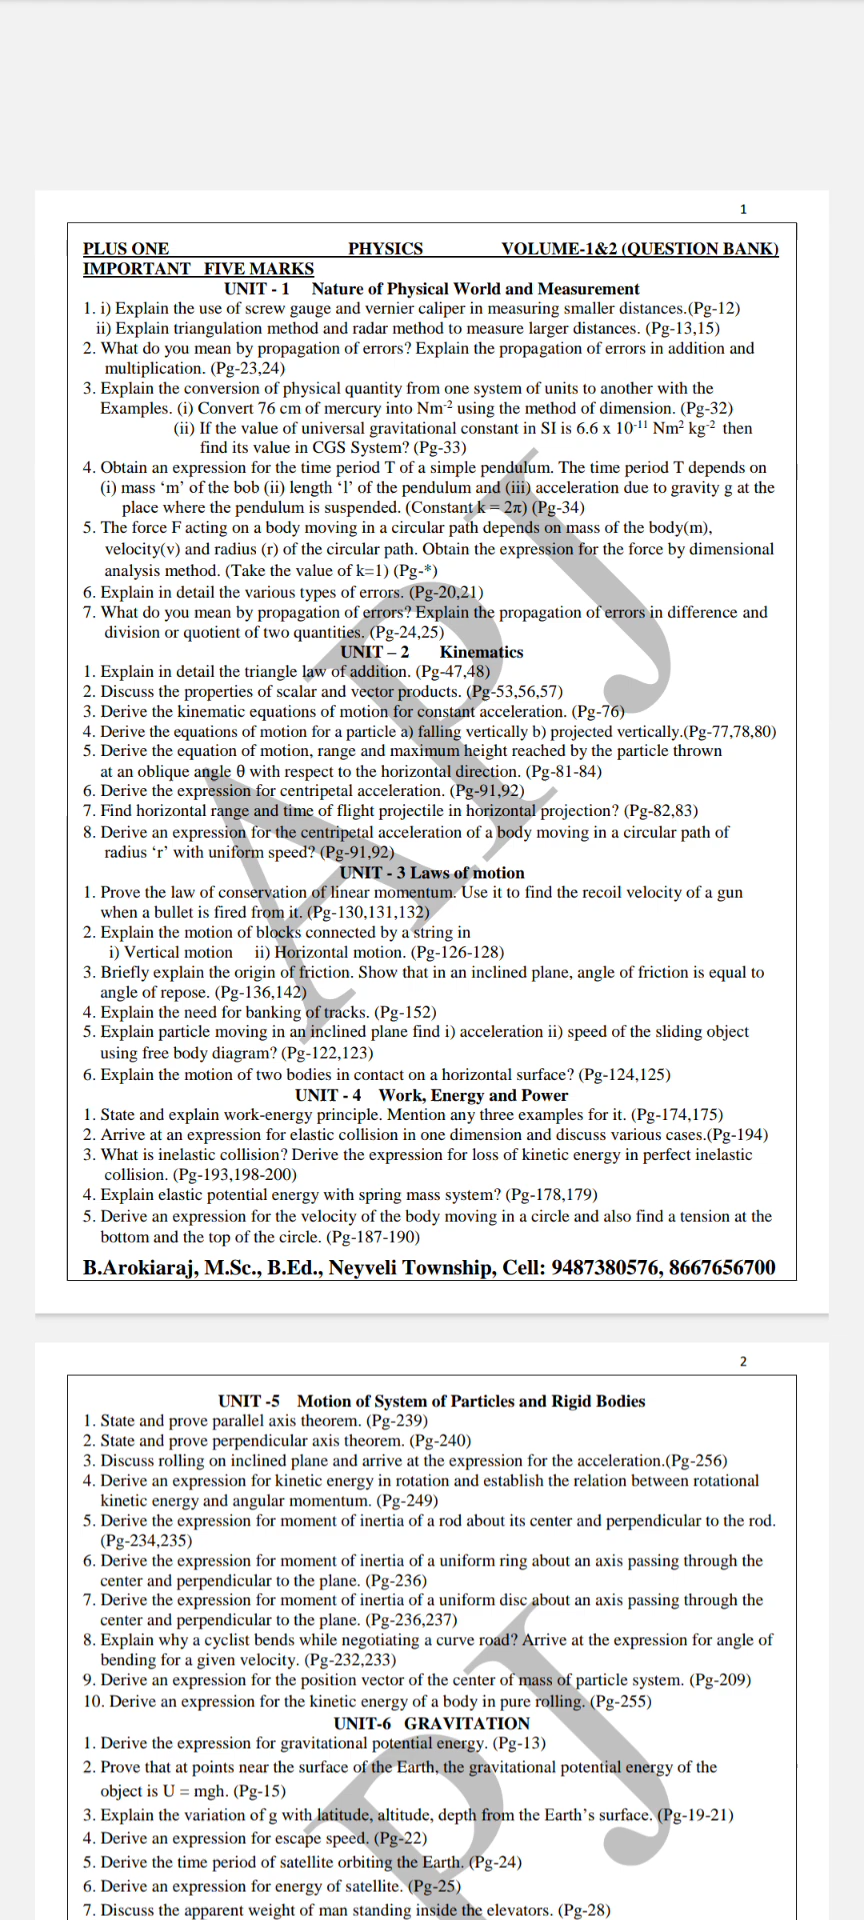 1
PLUS ONE PHYSICS VOLUME-1&2 (QUESTION BANK)
IMPORTANT FIVE MARKS
UNIT - 1 Nature of Physical World and Measurement
1. i) Explain the use of screw gauge and vernier caliper in measuring smaller distances.(Pg-12)
ii) Explain triangulation method and radar method to measure larger distances. (Pg-13,15)
2. What do you mean by propagation of errors? Explain the propagation of errors in addition and
multiplication. (Pg-23,24)
3. Explain the conversion of physical quantity from one system of units to another with the
Examples. (i) Convert 76 cm of mercury into Nm⁻² using the method of dimension. (Pg-32)
(ii) If the value of universal gravitational constant in SI is 6.6 x 10⁻¹¹ Nm² kg⁻² then
find its value in CGS System? (Pg-33)
4. Obtain an expression for the time period T of a simple pendulum. The time period T depends on
(i) mass ‘m’ of the bob (ii) length ‘l’ of the pendulum and (iii) acceleration due to gravity g at the
place where the pendulum is suspended. (Constant k = 2π) (Pg-34)
5. The force F acting on a body moving in a circular path depends on mass of the body(m),
velocity(v) and radius (r) of the circular path. Obtain the expression for the force by dimensional
analysis method. (Take the value of k=1) (Pg-*)
6. Explain in detail the various types of errors. (Pg-20,21)
7. What do you mean by propagation of errors? Explain the propagation of errors in difference and
division or quotient of two quantities. (Pg-24,25)
UNIT – 2 Kinematics
1. Explain in detail the triangle law of addition. (Pg-47,48)
2. Discuss the properties of scalar and vector products. (Pg-53,56,57)
3. Derive the kinematic equations of motion for constant acceleration. (Pg-76)
4. Derive the equations of motion for a particle a) falling vertically b) projected vertically.(Pg-77,78,80)
5. Derive the equation of motion, range and maximum height reached by the particle thrown
at an oblique angle θ with respect to the horizontal direction. (Pg-81-84)
6. Derive the expression for centripetal acceleration. (Pg-91,92)
7. Find horizontal range and time of flight projectile in horizontal projection? (Pg-82,83)
8. Derive an expression for the centripetal acceleration of a body moving in a circular path of
radius ‘r’ with uniform speed? (Pg-91,92)
UNIT - 3 Laws of motion
1. Prove the law of conservation of linear momentum. Use it to find the recoil velocity of a gun
when a bullet is fired from it. (Pg-130,131,132)
2. Explain the motion of blocks connected by a string in
i) Vertical motion ii) Horizontal motion. (Pg-126-128)
3. Briefly explain the origin of friction. Show that in an inclined plane, angle of friction is equal to
angle of repose. (Pg-136,142)
4. Explain the need for banking of tracks. (Pg-152)
5. Explain particle moving in an inclined plane find i) acceleration ii) speed of the sliding object
using free body diagram? (Pg-122,123)
6. Explain the motion of two bodies in contact on a horizontal surface? (Pg-124,125)
UNIT - 4 Work, Energy and Power
1. State and explain work-energy principle. Mention any three examples for it. (Pg-174,175)
2. Arrive at an expression for elastic collision in one dimension and discuss various cases.(Pg-194)
3. What is inelastic collision? Derive the expression for loss of kinetic energy in perfect inelastic
collision. (Pg-193,198-200)
4. Explain elastic potential energy with spring mass system? (Pg-178,179)
5. Derive an expression for the velocity of the body moving in a circle and also find a tension at the
bottom and the top of the circle. (Pg-187-190)
B.Arokiaraj, M.Sc., B.Ed., Neyveli Township, Cell: 9487380576, 8667656700
APJ
2
UNIT -5 Motion of System of Particles and Rigid Bodies
1. State and prove parallel axis theorem. (Pg-239)
2. State and prove perpendicular axis theorem. (Pg-240)
3. Discuss rolling on inclined plane and arrive at the expression for the acceleration.(Pg-256)
4. Derive an expression for kinetic energy in rotation and establish the relation between rotational
kinetic energy and angular momentum. (Pg-249)
5. Derive the expression for moment of inertia of a rod about its center and perpendicular to the rod.
(Pg-234,235)
6. Derive the expression for moment of inertia of a uniform ring about an axis passing through the
center and perpendicular to the plane. (Pg-236)
7. Derive the expression for moment of inertia of a uniform disc about an axis passing through the
center and perpendicular to the plane. (Pg-236,237)
8. Explain why a cyclist bends while negotiating a curve road? Arrive at the expression for angle of
bending for a given velocity. (Pg-232,233)
9. Derive an expression for the position vector of the center of mass of particle system. (Pg-209)
10. Derive an expression for the kinetic energy of a body in pure rolling. (Pg-255)
UNIT-6 GRAVITATION
1. Derive the expression for gravitational potential energy. (Pg-13)
2. Prove that at points near the surface of the Earth, the gravitational potential energy of the
object is U = mgh. (Pg-15)
3. Explain the variation of g with latitude, altitude, depth from the Earth’s surface. (Pg-19-21)
4. Derive an expression for escape speed. (Pg-22)
5. Derive the time period of satellite orbiting the Earth. (Pg-24)
6. Derive an expression for energy of satellite. (Pg-25)
7. Discuss the apparent weight of man standing inside the elevators. (Pg-28)
PJ